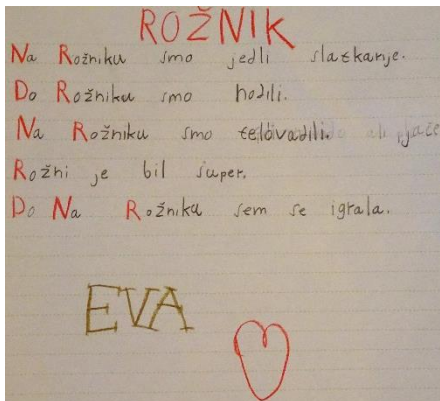 ROŽNIK
Na Rožniku smo jedli slatkanje.
Do Rožniku smo hodili.
Na Rožniku smo telovadili.
Rožni je bil super.
Do Na Rožniku sem se igrala.
EVA